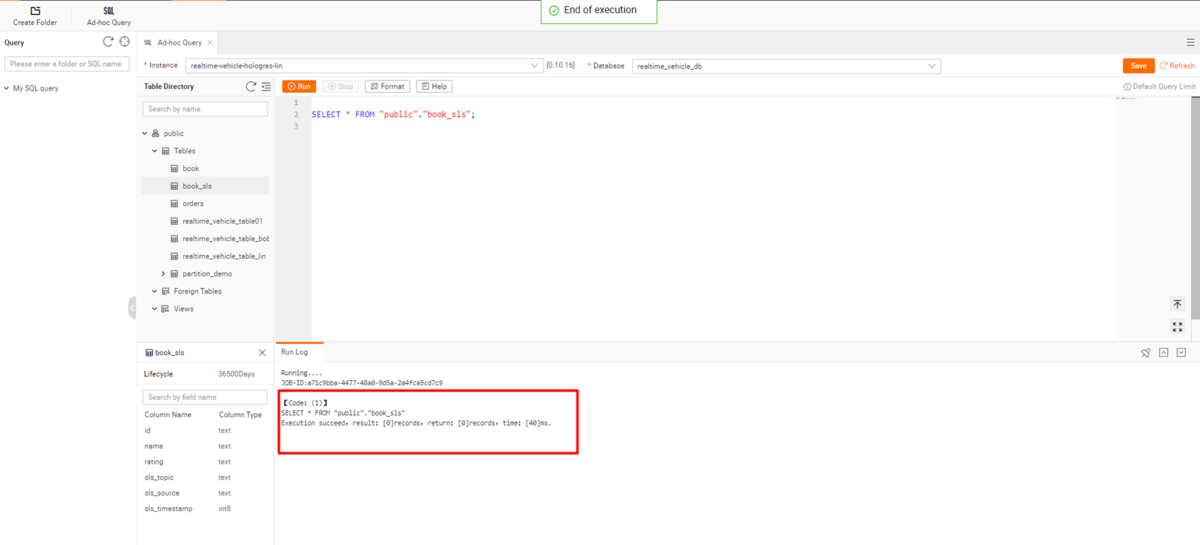 End of execution
Create Folder
SQL
Ad-hoc Query
Query
Please enter a folder or SQL name
My SQL query
SQL Ad-hoc Query ×
* Instance realtime-vehicle-hologres-lin [0.10.16] * Database realtime_vehicle_db Save Refresh
Table Directory
Search by name
public
Tables
book
book_sls
orders
realtime_vehicle_table01
realtime_vehicle_table_bob
realtime_vehicle_table_lin
partition_demo
Foreign Tables
Views
Run Stop Format Help Default Query Limit
1
2 SELECT * FROM "public"."book_sls";
3
book_sls
Lifecycle 36500Days
Search by field name
Column Name Column Type
id text
name text
rating text
sls_topic text
sls_source text
sls_timestamp int8
Run Log
Running....
JOB-ID:a71c9bba-4477-48a0-9d5a-2a4fca5cd7c9
【Code: (1)】
SELECT * FROM "public"."book_sls"
Execution succeed, result: [0]records, return: [0]records, time: [40]ms.